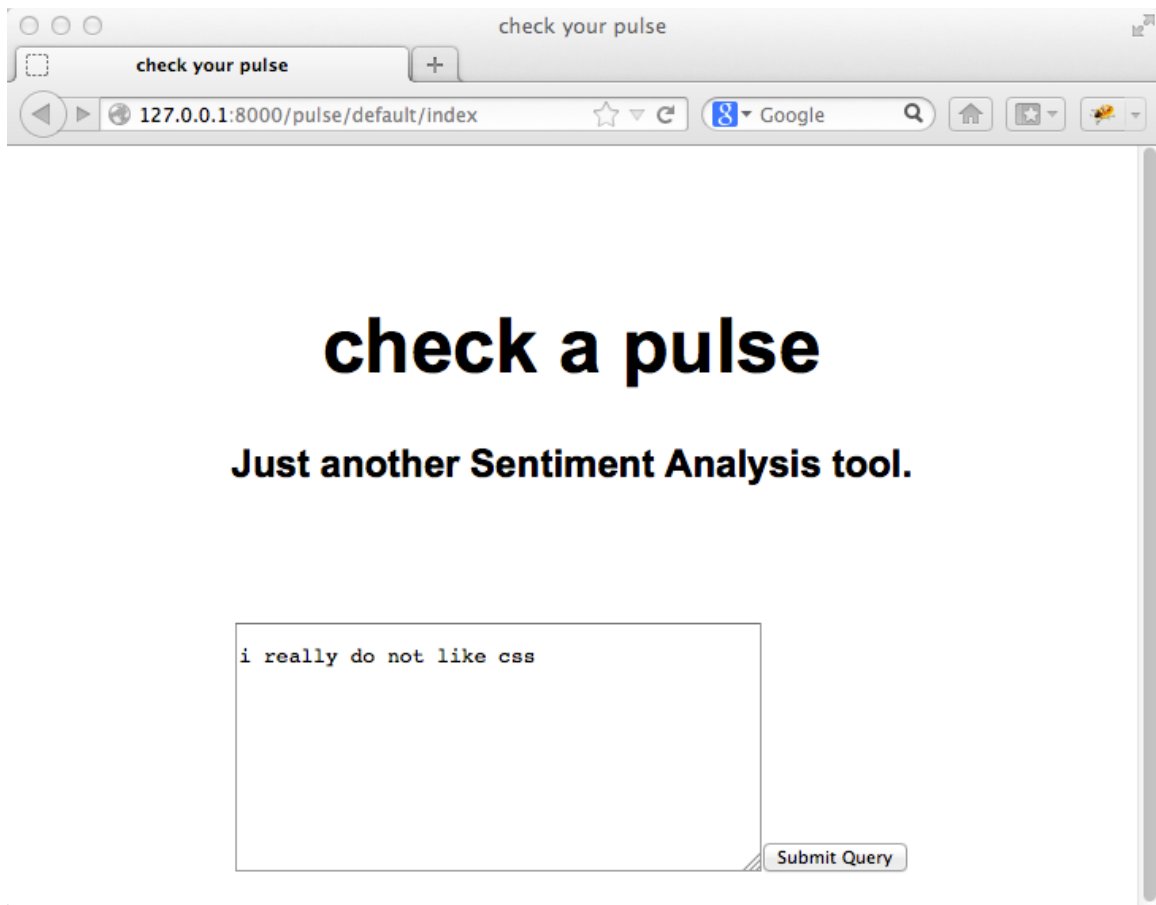 check your pulse
check your pulse
127.0.0.1:8000/pulse/default/index
Google
check a pulse
Just another Sentiment Analysis tool.
i really do not like css
Submit Query